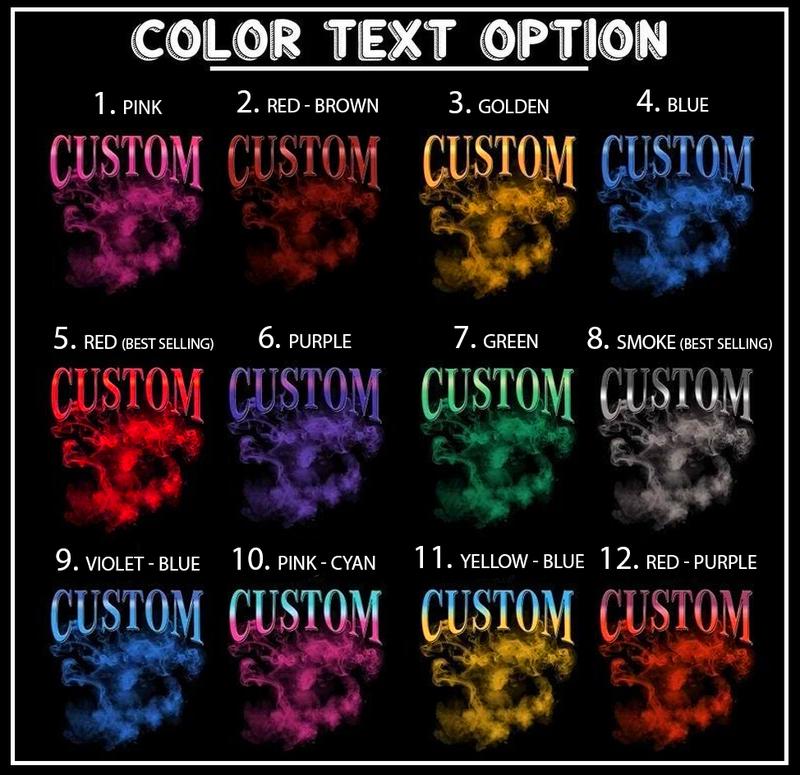 COLOR TEXT OPTION
1. PINK
2. RED - BROWN
3. GOLDEN
4. BLUE
CUSTOM
CUSTOM
CUSTOM
CUSTOM
5. RED (BEST SELLING)
6. PURPLE
7. GREEN
8. SMOKE (BEST SELLING)
CUSTOM
CUSTOM
CUSTOM
CUSTOM
9. VIOLET - BLUE
10. PINK - CYAN
11. YELLOW - BLUE
12. RED - PURPLE
CUSTOM
CUSTOM
CUSTOM
CUSTOM